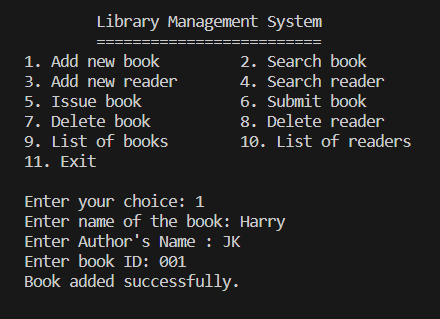 Library Management System
=========================
1. Add new book 2. Search book
3. Add new reader 4. Search reader
5. Issue book 6. Submit book
7. Delete book 8. Delete reader
9. List of books 10. List of readers
11. Exit
Enter your choice: 1
Enter name of the book: Harry
Enter Author's Name : JK
Enter book ID: 001
Book added successfully.